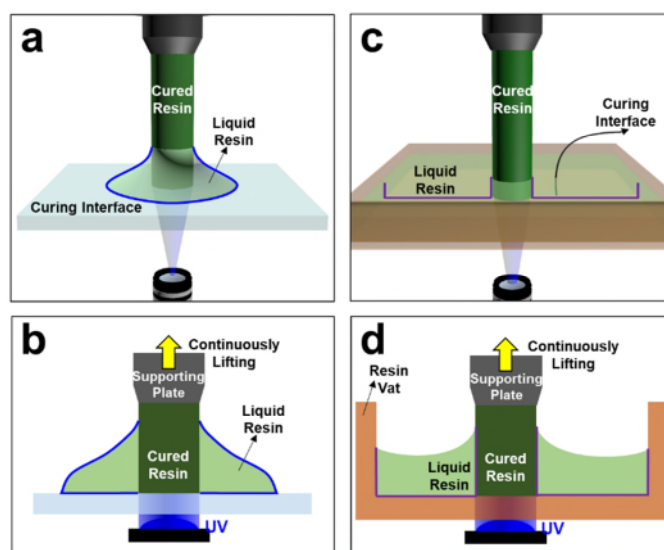 a
Cured
Resin
Liquid
Resin
Curing Interface
c
Cured
Resin
Curing
Interface
Liquid
Resin
b
Continuously
Lifting
Supporting
Plate
Liquid
Resin
Cured
Resin
UV
d
Continuously
Lifting
Resin
Vat
Supporting
Plate
Liquid
Resin
Cured
Resin
UV